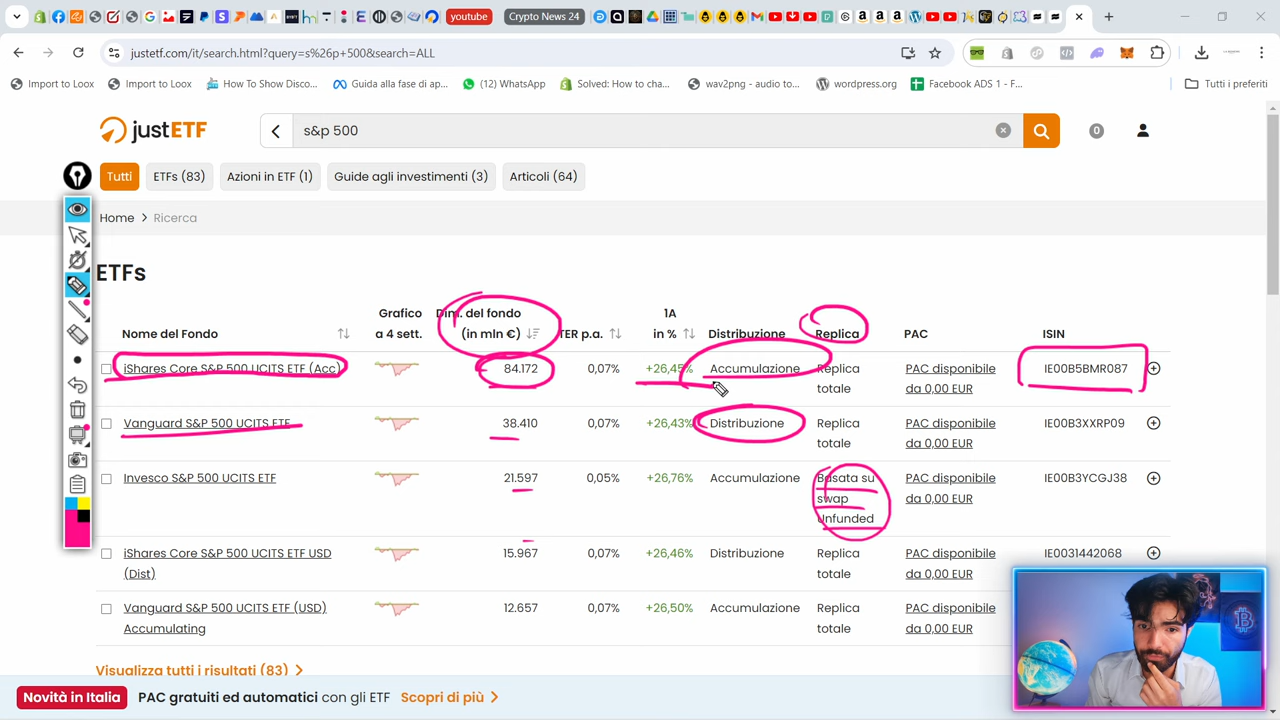 youtube
Crypto News 24
justetf.com/it/search.html?query=s%26p+500&search=ALL
Import to Loox
Import to Loox
How To Show Disco...
Guida alla fase di ap...
(12) WhatsApp
Solved: How to cha...
wav2png - audio to...
wordpress.org
Facebook ADS 1 - F...
Tutti i preferiti
justETF
s&p 500
0
Tutti
ETFs (83)
Azioni in ETF (1)
Guide agli investimenti (3)
Articoli (64)
Home > Ricerca
ETFs
Nome del Fondo
Grafico
a 4 sett.
Dim. del fondo
(in mln €)
TER p.a.
1A
in %
Distribuzione
Replica
PAC
ISIN
iShares Core S&P 500 UCITS ETF (Acc)
84.172
0,07%
+26,45%
Accumulazione
Replica
totale
PAC disponibile
da 0,00 EUR
IE00B5BMR087
Vanguard S&P 500 UCITS ETF
38.410
0,07%
+26,43%
Distribuzione
Replica
totale
PAC disponibile
da 0,00 EUR
IE00B3XXRP09
Invesco S&P 500 UCITS ETF
21.597
0,05%
+26,76%
Accumulazione
Basata su
swap
Unfunded
PAC disponibile
da 0,00 EUR
IE00B3YCGJ38
iShares Core S&P 500 UCITS ETF USD
(Dist)
15.967
0,07%
+26,46%
Distribuzione
Replica
totale
PAC disponibile
da 0,00 EUR
IE0031442068
Vanguard S&P 500 UCITS ETF (USD)
Accumulating
12.657
0,07%
+26,50%
Accumulazione
Replica
totale
PAC disponibile
da 0,00 EUR
Visualizza tutti i risultati (83)
Novità in Italia
PAC gratuiti ed automatici con gli ETF
Scopri di più